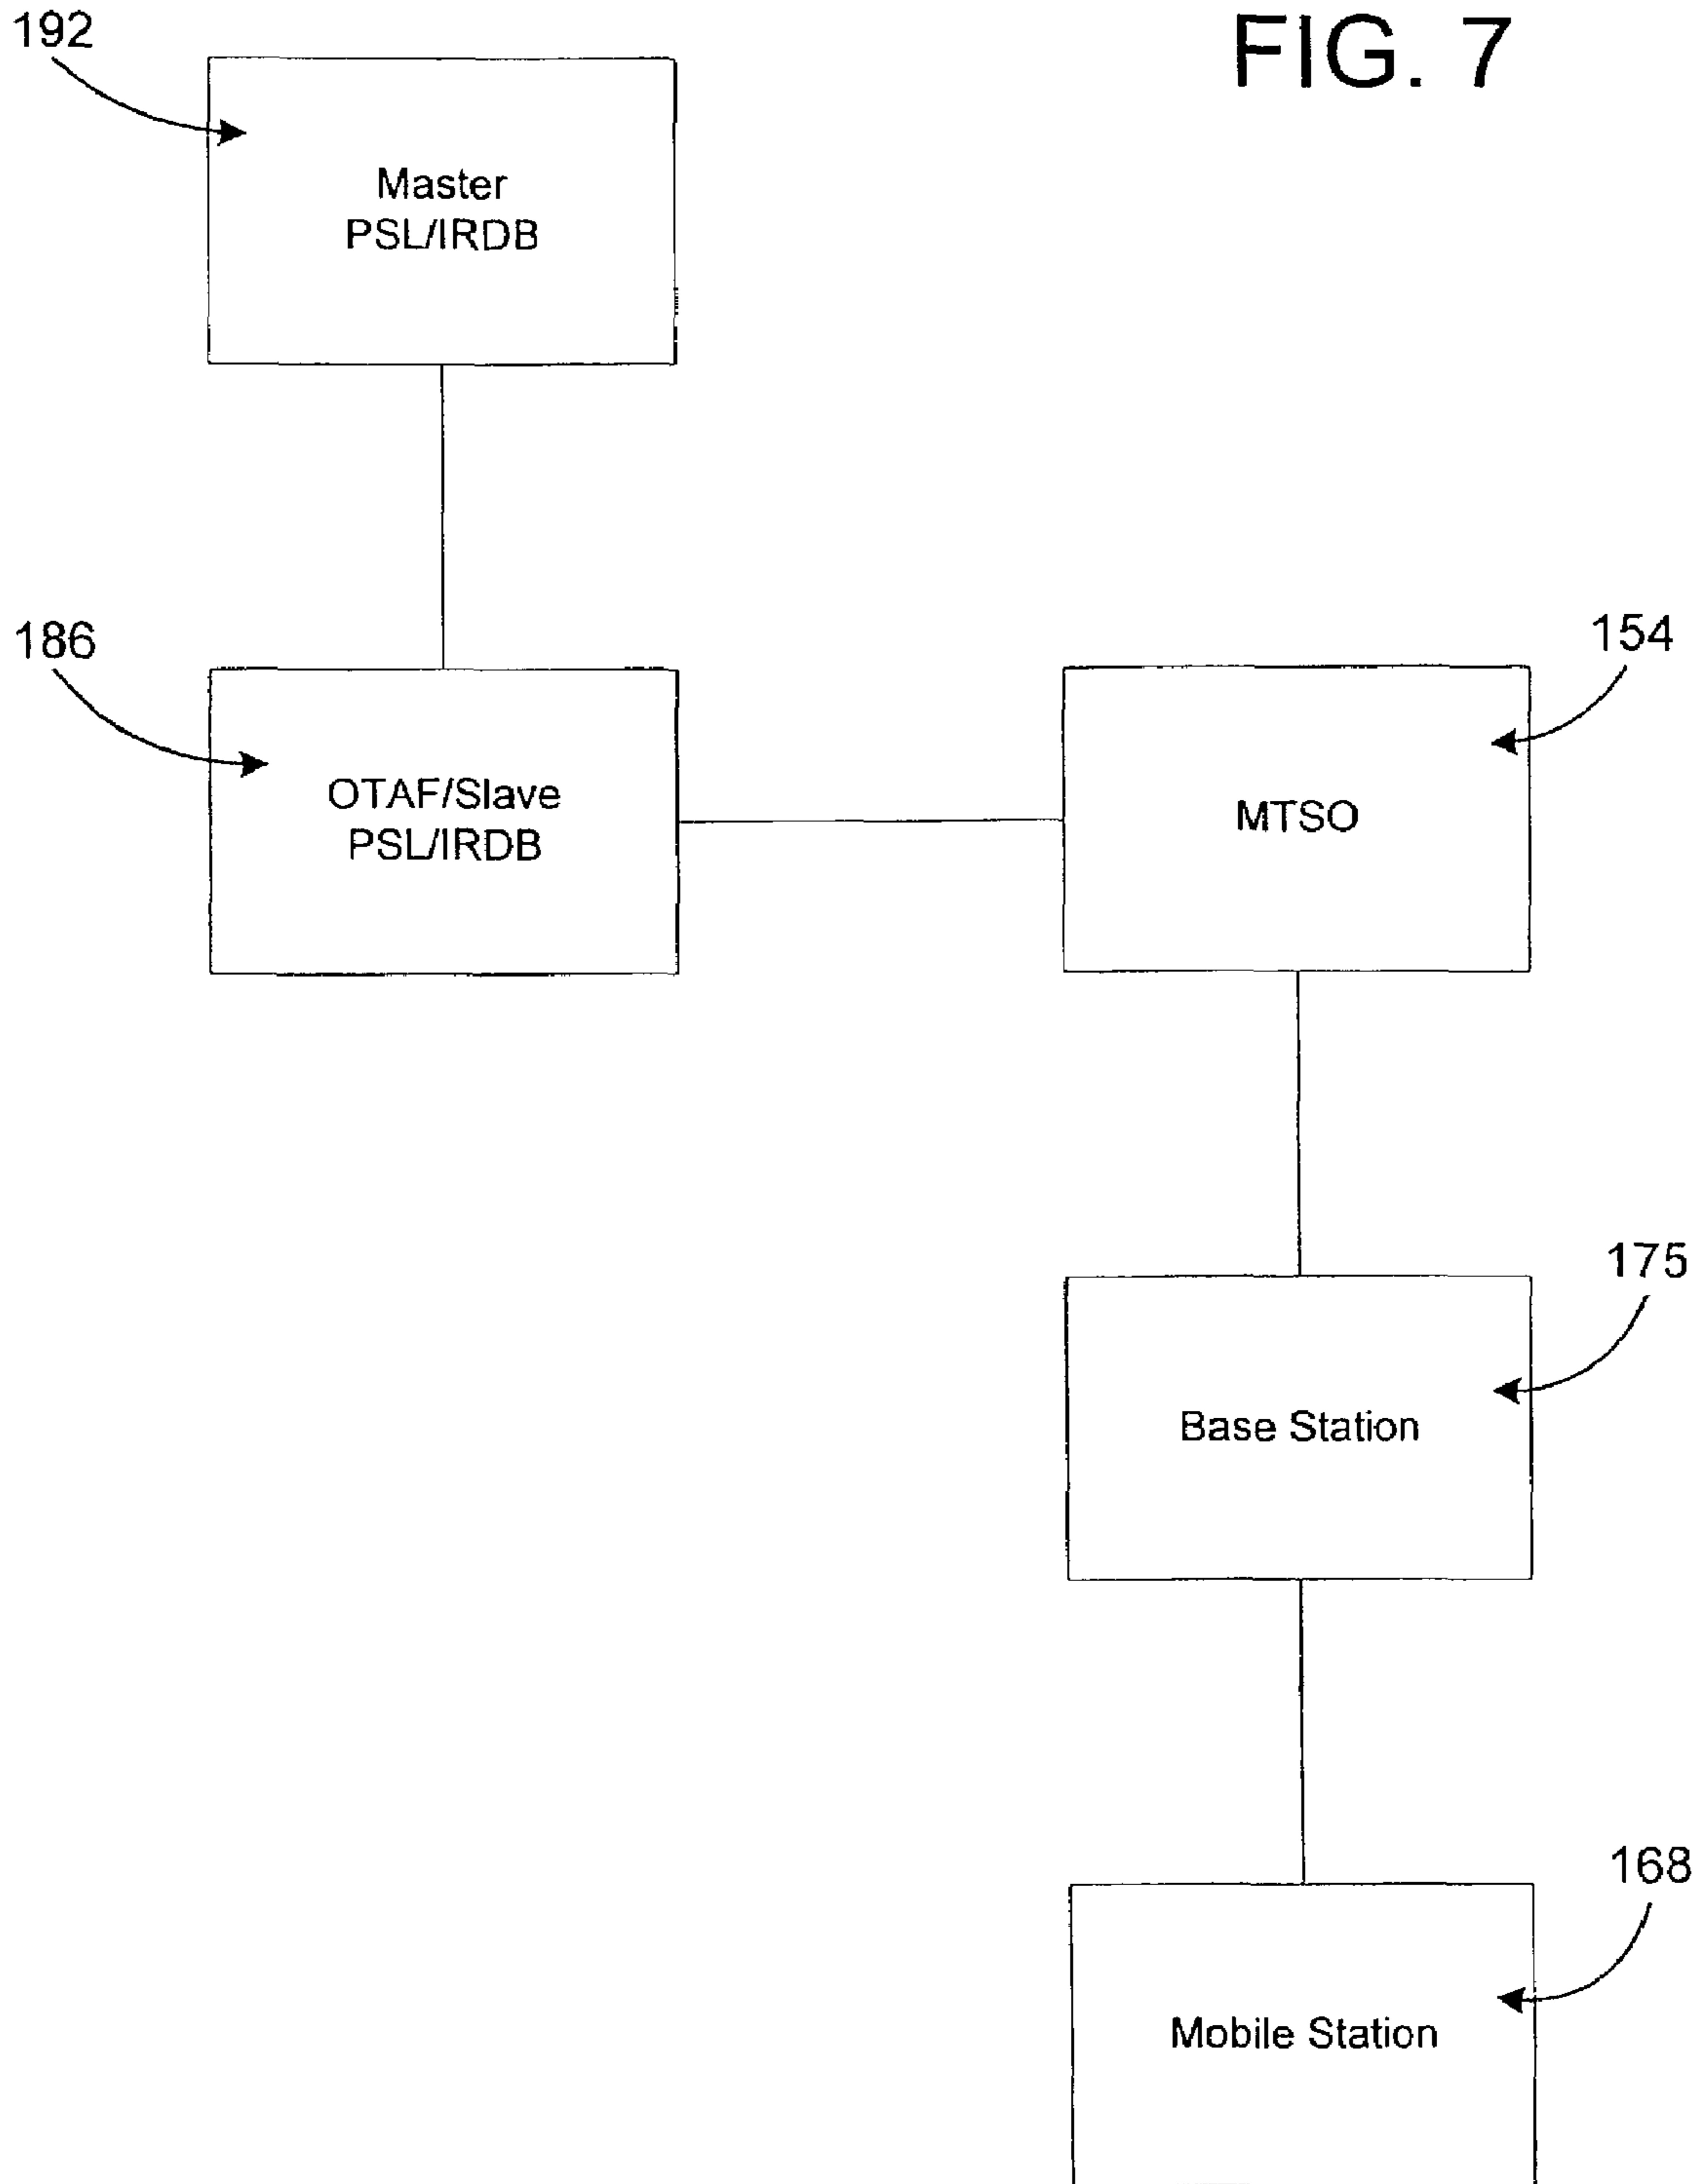 FIG. 7
192
Master
PSL/IRDB
186
OTAF/Slave
PSL/IRDB
154
MTSO
175
Base Station
168
Mobile Station